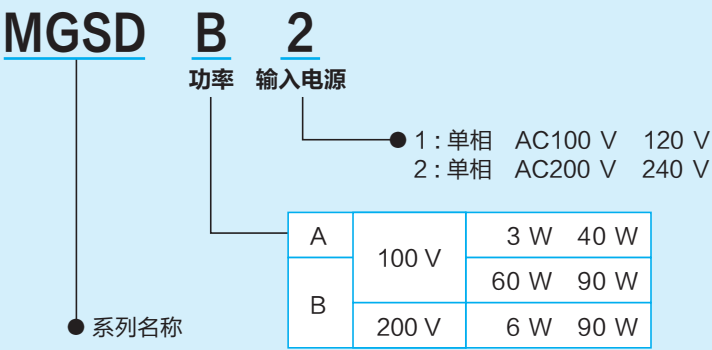 MGSD B 2
功率 输入电源
1 : 单相 AC100 V 120 V
2 : 单相 AC200 V 240 V
A 100 V 3 W 40 W
60 W 90 W
B 200 V 6 W 90 W
系列名称